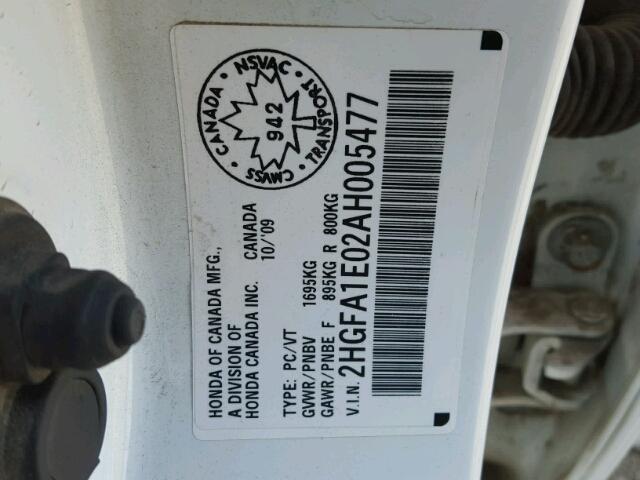 HONDA OF CANADA MFG.,
A DIVISION OF
HONDA CANADA INC. CANADA
10/'09
TYPE: PC/VT
GVWR/PNBV 1695KG
GAWR/PNBE F 895KG R 800KG
V.I.N. 2HGFA1E02AH005477
CANADA NSVAC
942
CMVSS TRANSPORT